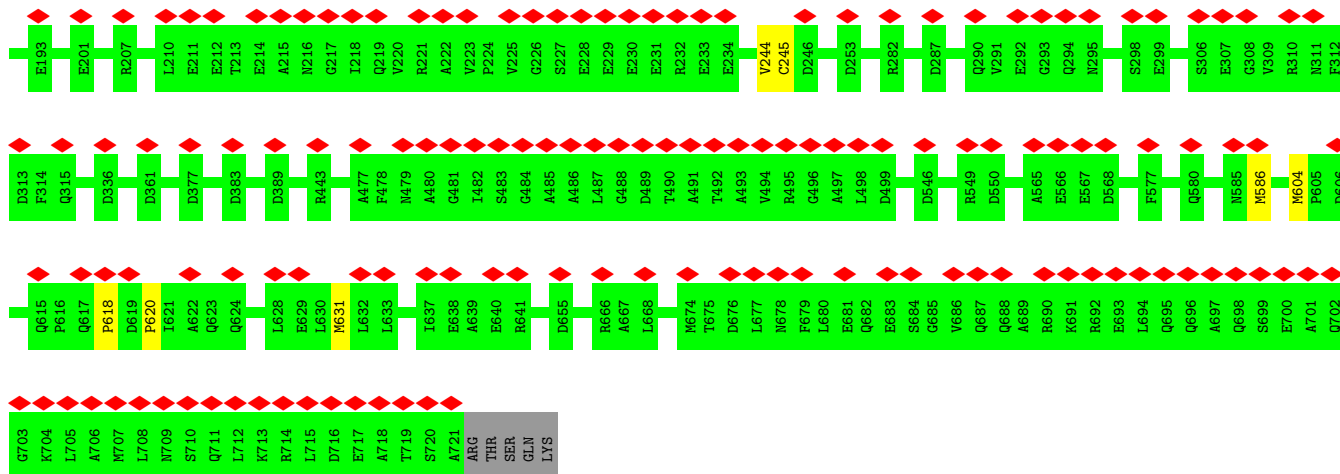 E193 E201 R207 L210 E211 E212 T213 E214 A215 N216 G217 I218 Q219 V220 R221 A222 V223 P224 V225 G226 S227 E228 E229 E230 E231 R232 E233 E234 V244 C245 D246 D253 R282 D287 Q290 V291 E292 G293 Q294 N295 S298 E299 S306 E307 G308 V309 R310 N311 F312
D313 F314 Q315 D336 D361 D377 D383 D389 R443 A477 F478 N479 A480 G481 I482 S483 G484 A485 A486 L487 G488 D489 T490 A491 T492 A493 V494 R495 G496 A497 L498 D499 D546 R549 D550 A565 E566 E567 D568 F577 Q580 N585 M586 M604 P605
Q615 P616 Q617 P618 D619 P620 I621 A622 Q623 Q624 L628 E629 L630 M631 L632 L633 I637 E638 A639 E640 R641 D655 R666 A667 L668 M674 T675 D676 L677 N678 F679 L680 E681 Q682 E683 S684 G685 V686 Q687 Q688 A689 R690 K691 R692 E693 L694 Q695 Q696 A697 Q698 S699 E700 A701 Q702
G703 K704 L705 A706 M707 L708 N709 S710 Q711 L712 K713 R714 L715 D716 E717 A718 T719 S720 A721 ARG THR SER GLN LYS